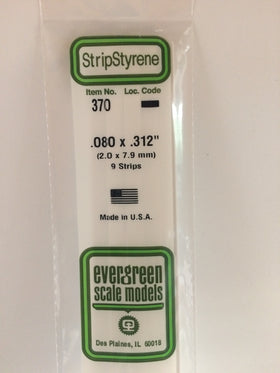 StripStyrene
Item No. Loc. Code
370
.080 x .312"
(2.0 x 7.9 mm)
9 Strips
Made in U.S.A.
evergreen
scale models
Des Plaines, IL 60018